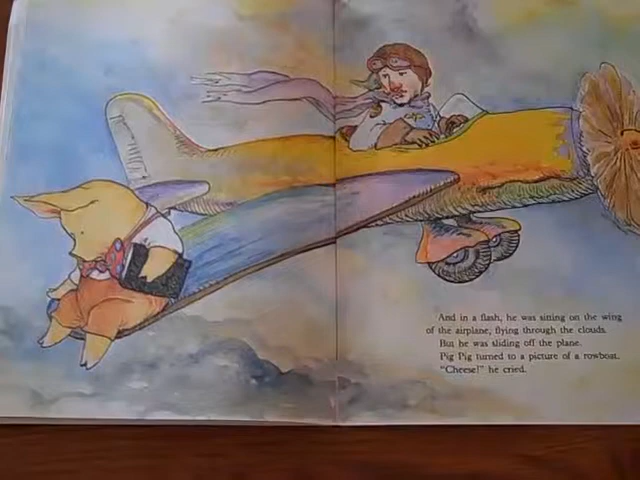 And in a flash, he was sitting on the wing
of the airplane, flying through the clouds.
But he was sliding off the plane.
Pig Pig turned to a picture of a rowboat.
"Cheese!" he cried.